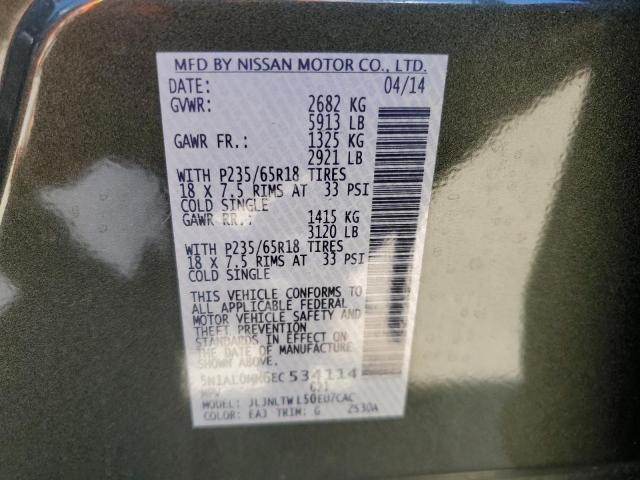 MFD BY NISSAN MOTOR CO., LTD.
DATE: 04/14
GVWR: 2682 KG
5913 LB
GAWR FR.: 1325 KG
2921 LB
WITH P235/65R18 TIRES
18 X 7.5 RIMS AT 33 PSI
COLD SINGLE
GAWR RR.: 1415 KG
3120 LB
WITH P235/65R18 TIRES
18 X 7.5 RIMS AT 33 PSI
COLD SINGLE
THIS VEHICLE CONFORMS TO
ALL APPLICABLE FEDERAL
MOTOR VEHICLE SAFETY AND
THEFT PREVENTION
STANDARDS IN EFFECT ON
THE DATE OF MANUFACTURE
SHOWN ABOVE.
534114
MPV
MODEL:
COLOR: EAJ TRIM: G 2530A